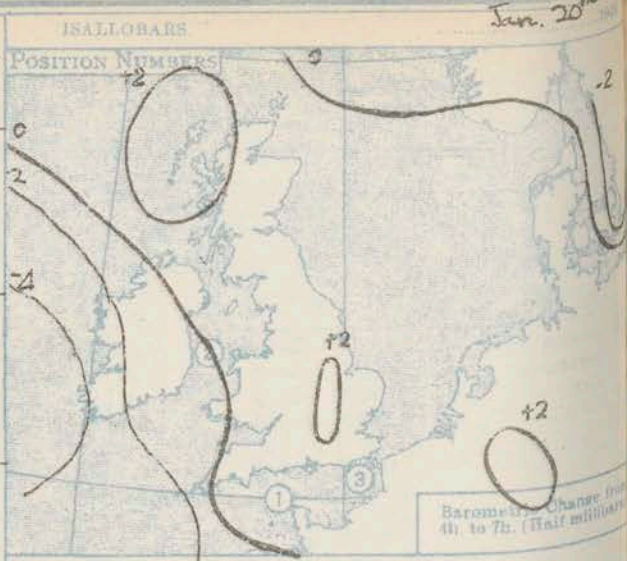 Jan. 20th
ISALLOBARS
POSITION NUMBERS
+2
0
-2
0
2
-4
+2
+2
1
3
Barometric Change from
4h. to 7h. (Half millibars